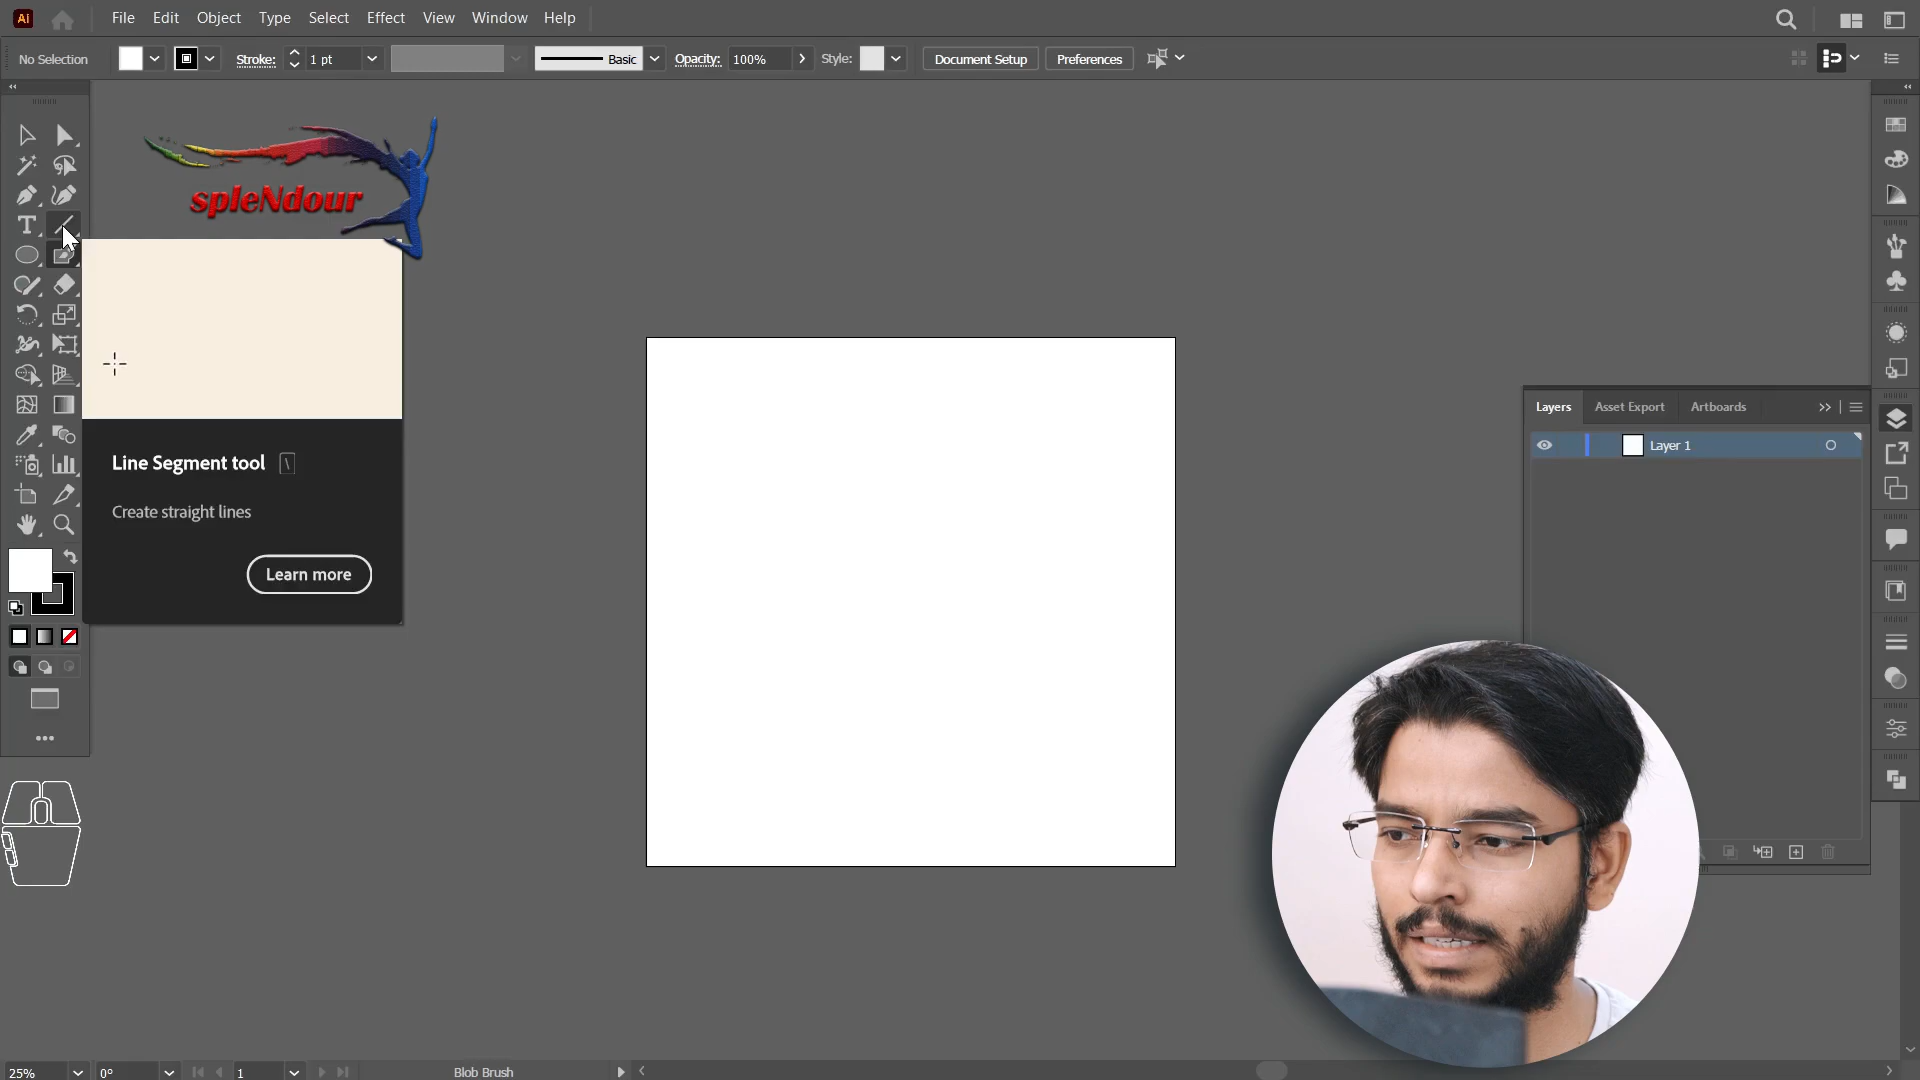 Ai
File Edit Object Type Select Effect View Window Help
No Selection Stroke: 1 pt Basic Opacity: 100% Style: Document Setup Preferences
spleNdour
T
Line Segment tool \
Create straight lines
Learn more
Layers Asset Export Artboards
Layer 1
25% 0° 1 Blob Brush